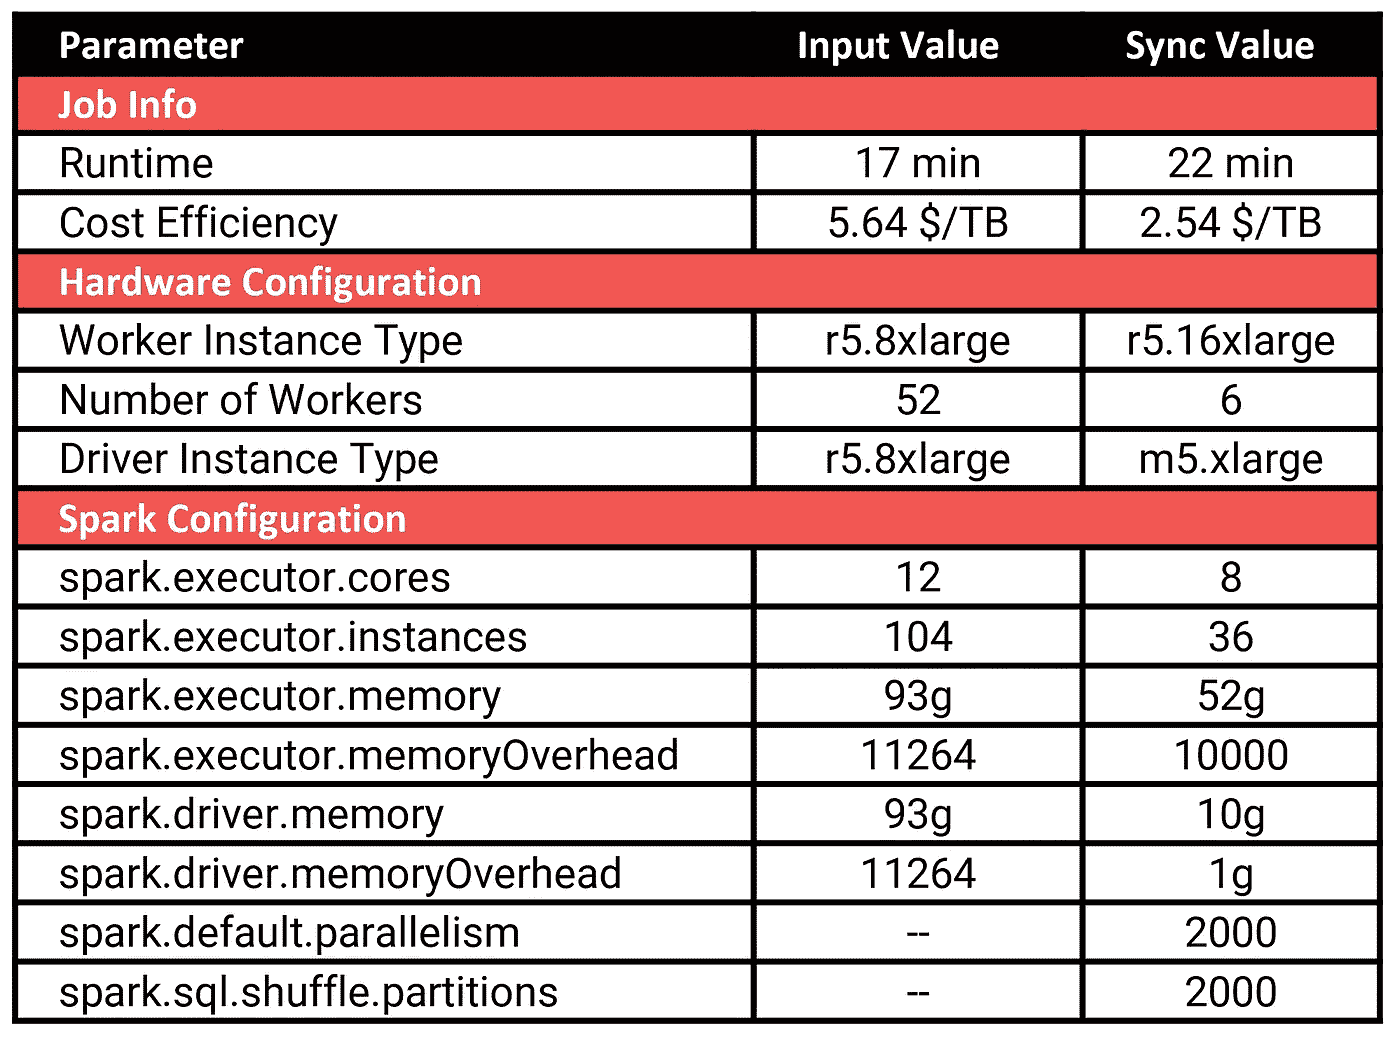 Parameter Input Value Sync Value
Job Info
Runtime 17 min 22 min
Cost Efficiency 5.64 $/TB 2.54 $/TB
Hardware Configuration
Worker Instance Type r5.8xlarge r5.16xlarge
Number of Workers 52 6
Driver Instance Type r5.8xlarge m5.xlarge
Spark Configuration
spark.executor.cores 12 8
spark.executor.instances 104 36
spark.executor.memory 93g 52g
spark.executor.memoryOverhead 11264 10000
spark.driver.memory 93g 10g
spark.driver.memoryOverhead 11264 1g
spark.default.parallelism -- 2000
spark.sql.shuffle.partitions -- 2000